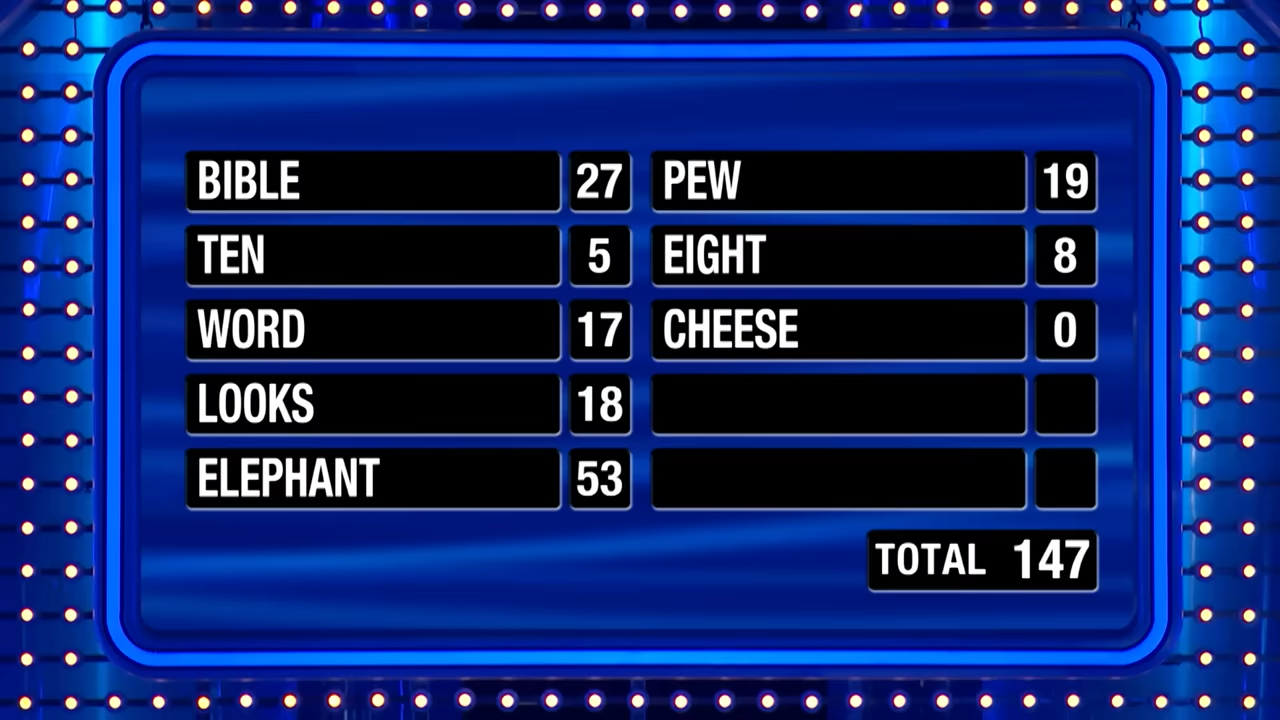 BIBLE 27
TEN 5
WORD 17
LOOKS 18
ELEPHANT 53
PEW 19
EIGHT 8
CHEESE 0
TOTAL 147